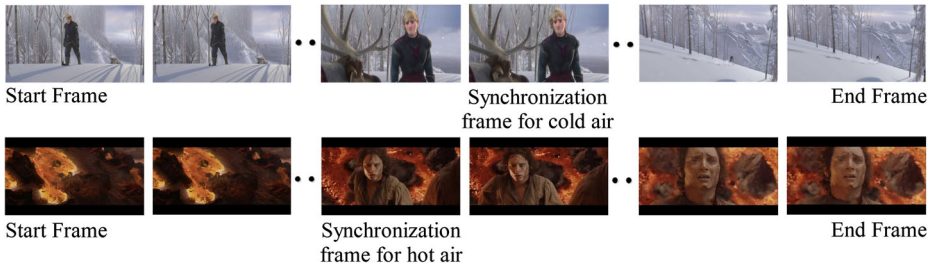 Start Frame
Synchronization
frame for cold air
End Frame
Start Frame
Synchronization
frame for hot air
End Frame